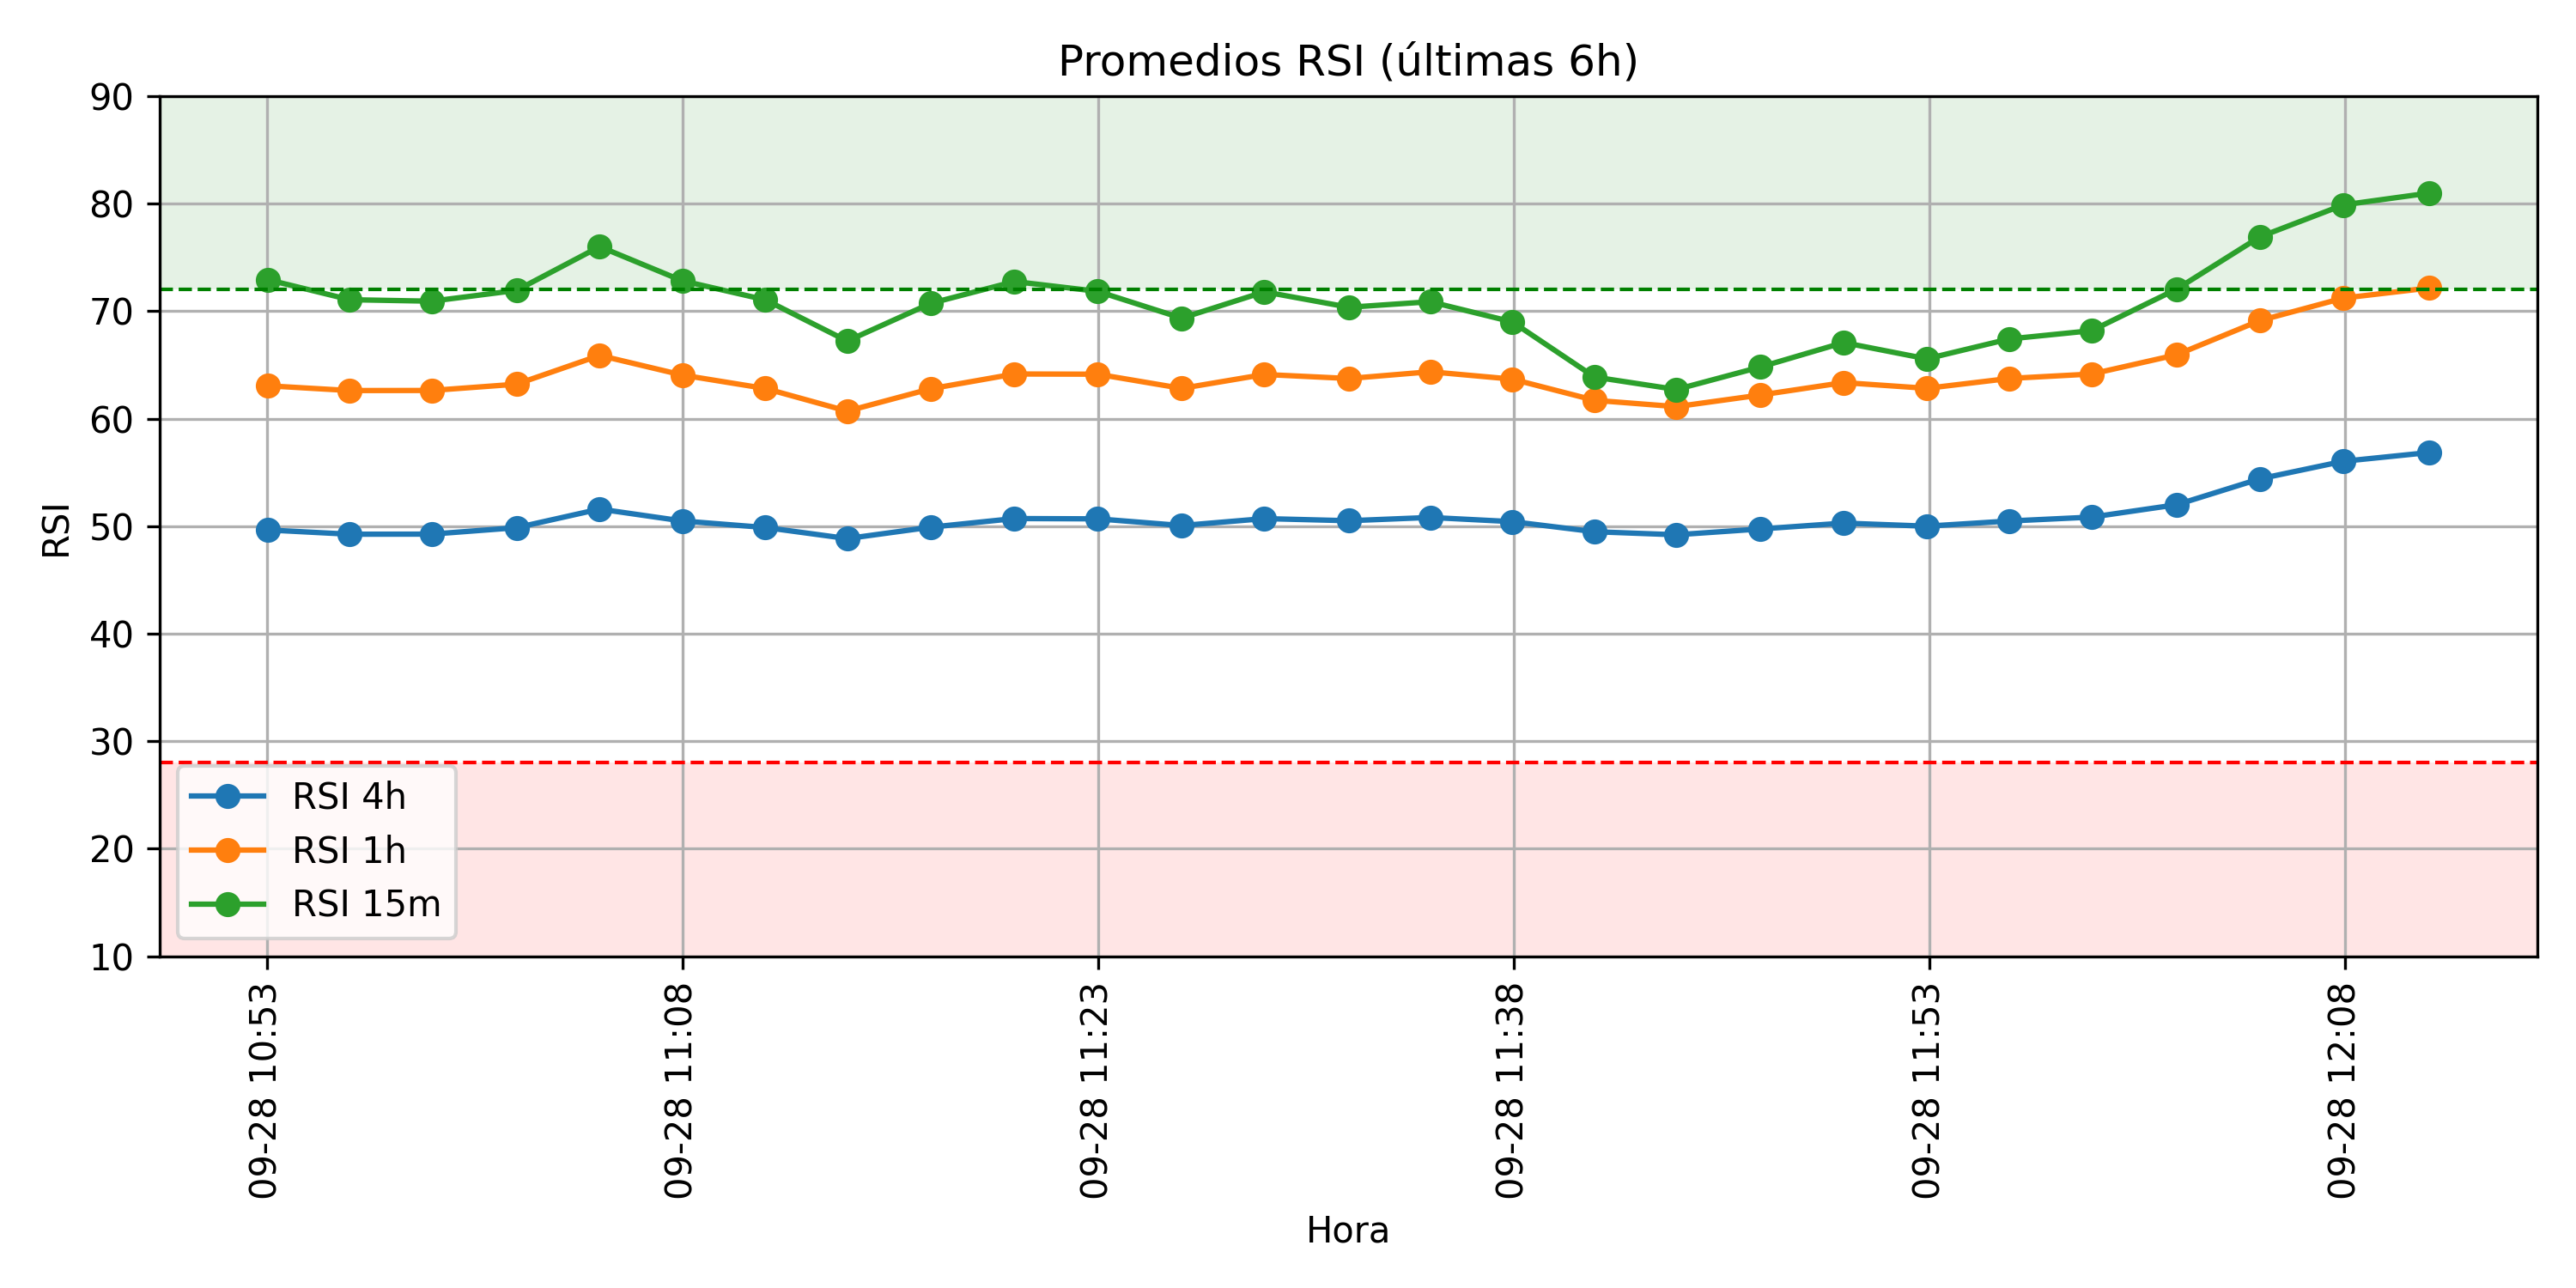 Promedios RSI (últimas 6h)
90
80
70
60
50
40
30
20
10
RSI
RSI 4h
RSI 1h
RSI 15m
09-28 10:53
09-28 11:08
09-28 11:23
09-28 11:38
09-28 11:53
09-28 12:08
Hora